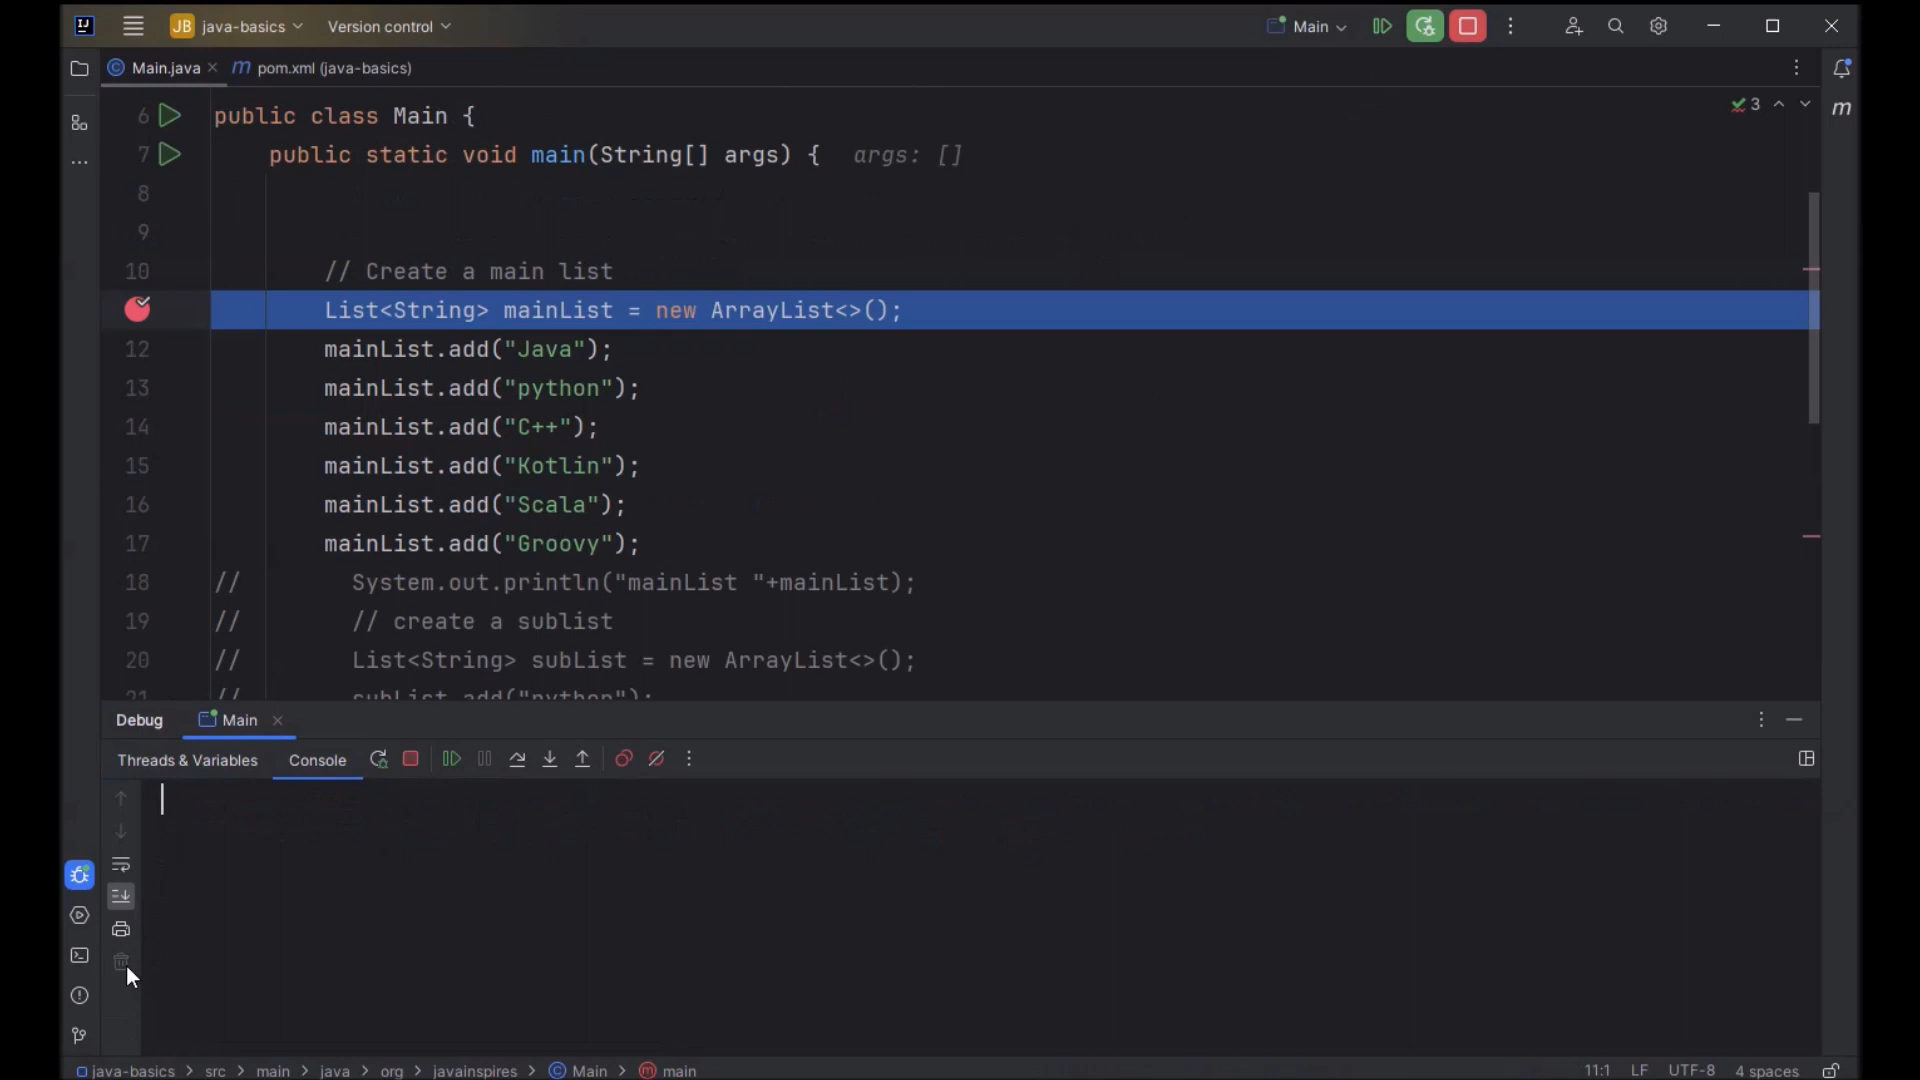 IJ JB java-basics Version control Main
Main.java m pom.xml (java-basics)
6 public class Main { 3 m
7 public static void main(String[] args) { args: []
8
9
10 // Create a main list
List<String> mainList = new ArrayList<>();
12 mainList.add("Java");
13 mainList.add("python");
14 mainList.add("C++");
15 mainList.add("Kotlin");
16 mainList.add("Scala");
17 mainList.add("Groovy");
18 // System.out.println("mainList "+mainList);
19 // // create a sublist
20 // List<String> subList = new ArrayList<>();
21 // subList.add("python");
Debug Main
Threads & Variables Console
java-basics > src > main > java > org > javainspires > Main > main 11:1 LF UTF-8 4 spaces